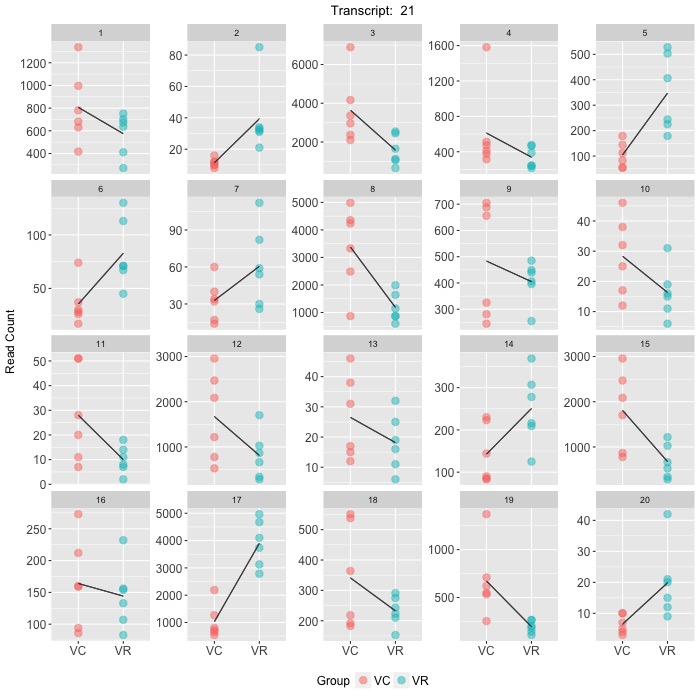 Transcript:  21
1 2 3 4 5
1200 1000 800 600 400
80 60 40 20
6000 4000 2000
1600 1200 800 400
500 400 300 200 100
6 7 8 9 10
100 50
90 60 30
5000 4000 3000 2000 1000
700 600 500 400 300
40 30 20 10
Read Count
11 12 13 14 15
50 40 30 20 10 0
3000 2000 1000
40 30 20 10
300 200 100
3000 2000 1000
16 17 18 19 20
250 200 150 100
5000 4000 3000 2000 1000
500 400 300 200
1000 500
40 30 20 10
VC VR VC VR VC VR VC VR VC VR
Group VC VR